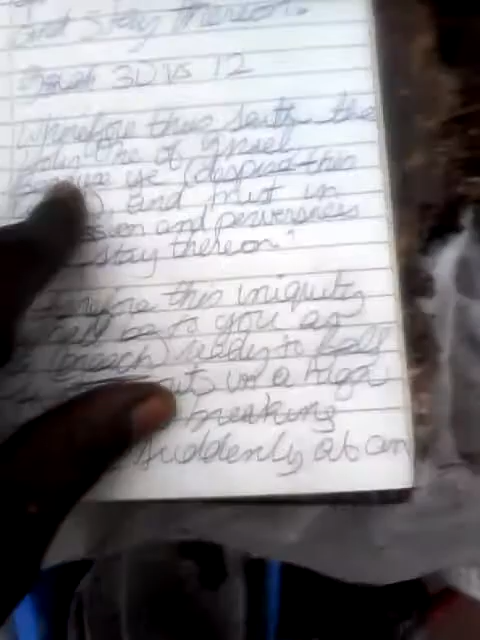 and stay thereon.
30 vs 12
Wherefore thus saith the
Holy One of Israel
because ye (despise this
) and trust in
and perverseness
stay thereon."
this iniquity
shall be to you as
a (breach) ready to fall
out in a high
breaking
suddenly at an